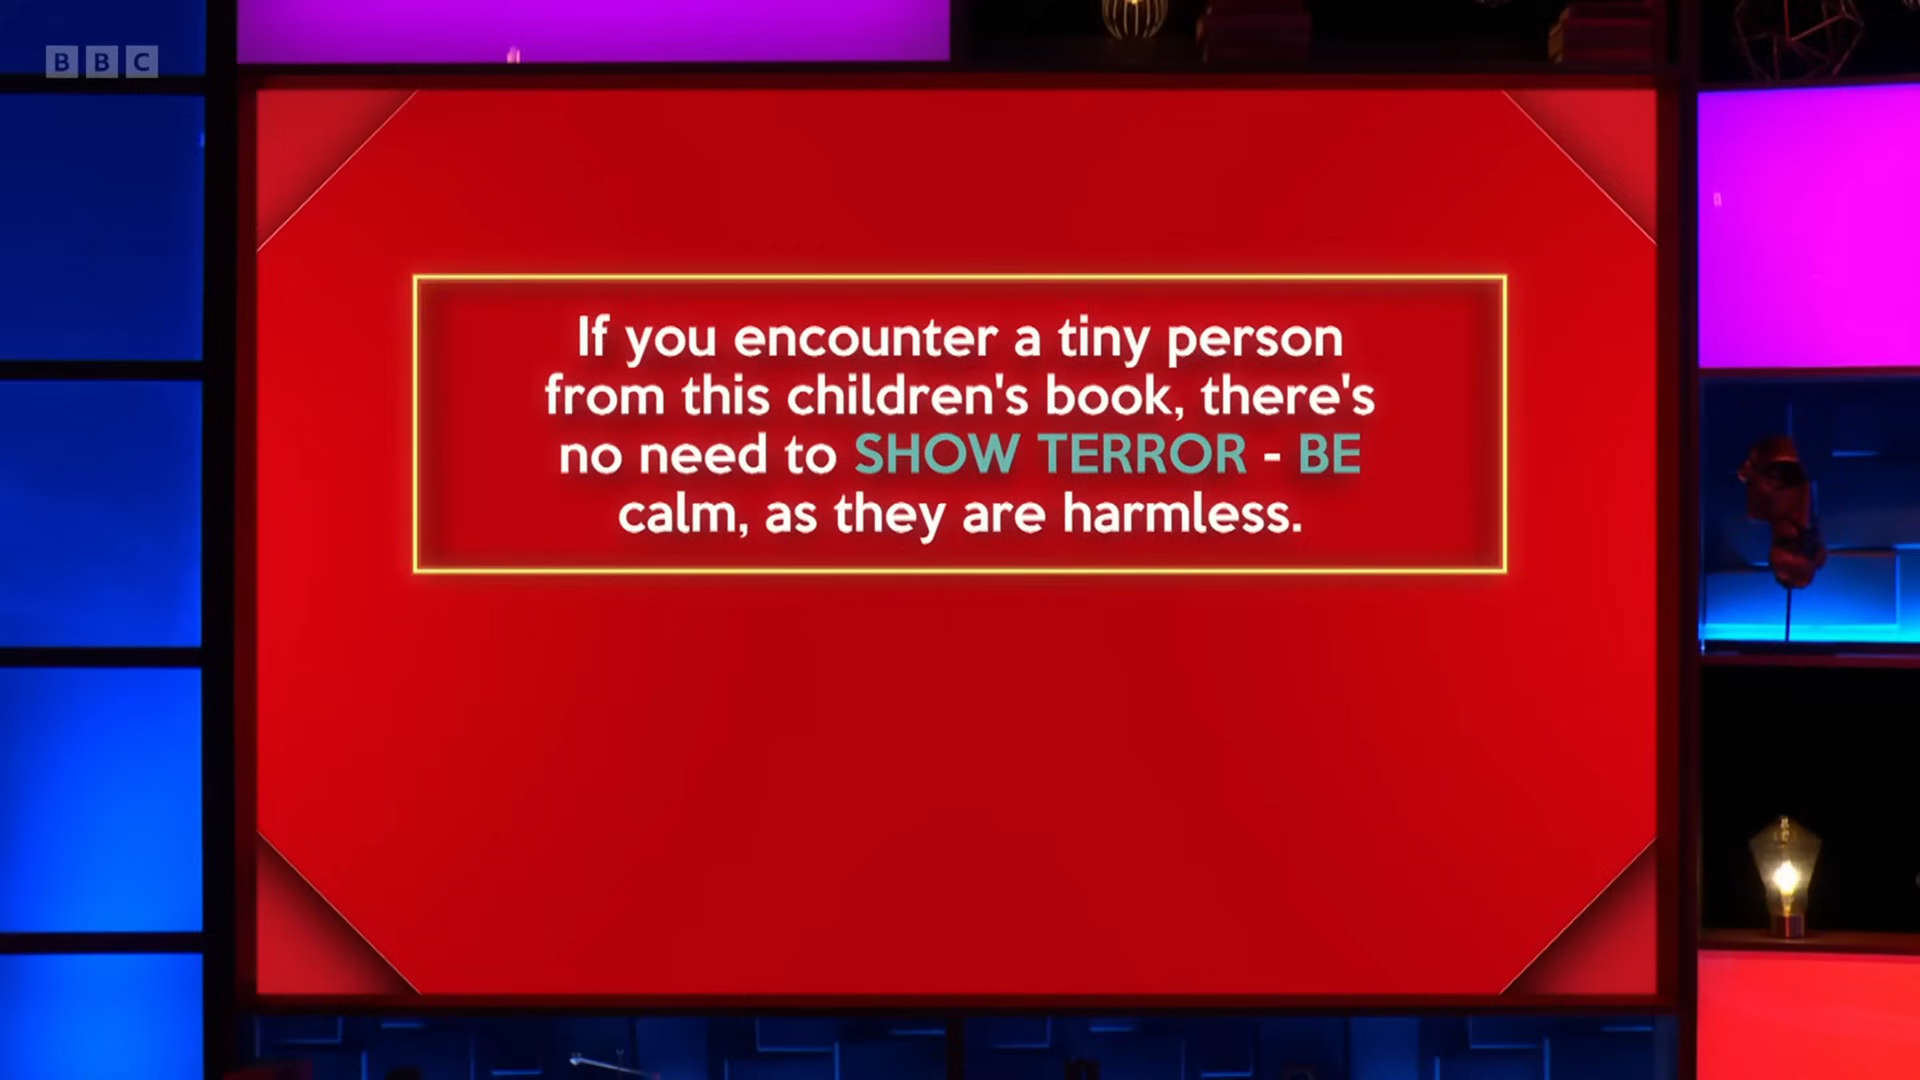 BBC
If you encounter a tiny person
from this children's book, there's
no need to SHOW TERROR - BE
calm, as they are harmless.